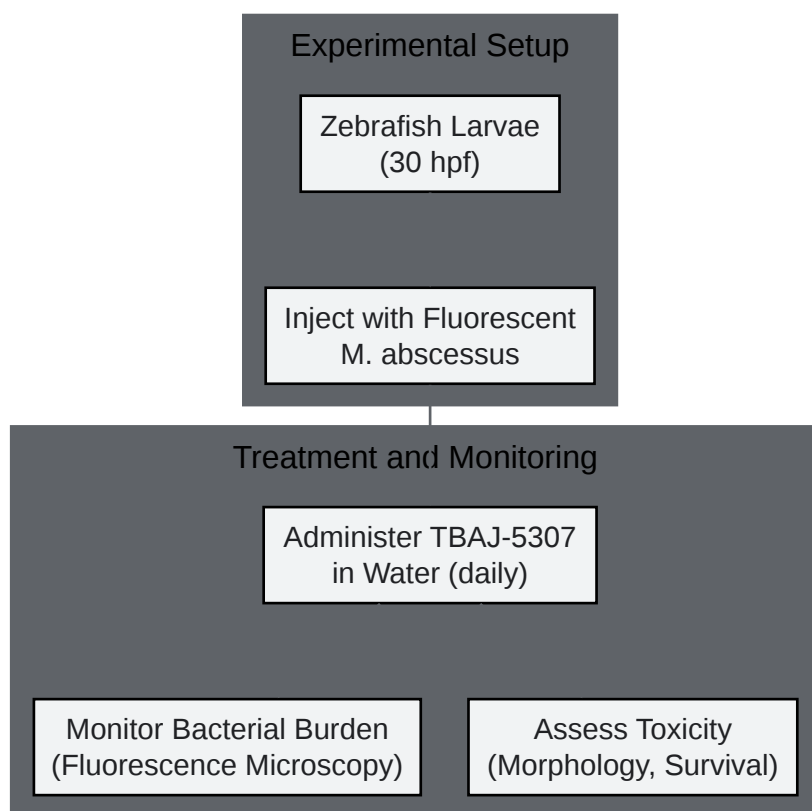 Experimental Setup
Zebrafish Larvae
(30 hpf)
Inject with Fluorescent
M. abscessus
Treatment and Monitoring
Administer TBAJ-5307
in Water (daily)
Monitor Bacterial Burden
(Fluorescence Microscopy)
Assess Toxicity
(Morphology, Survival)